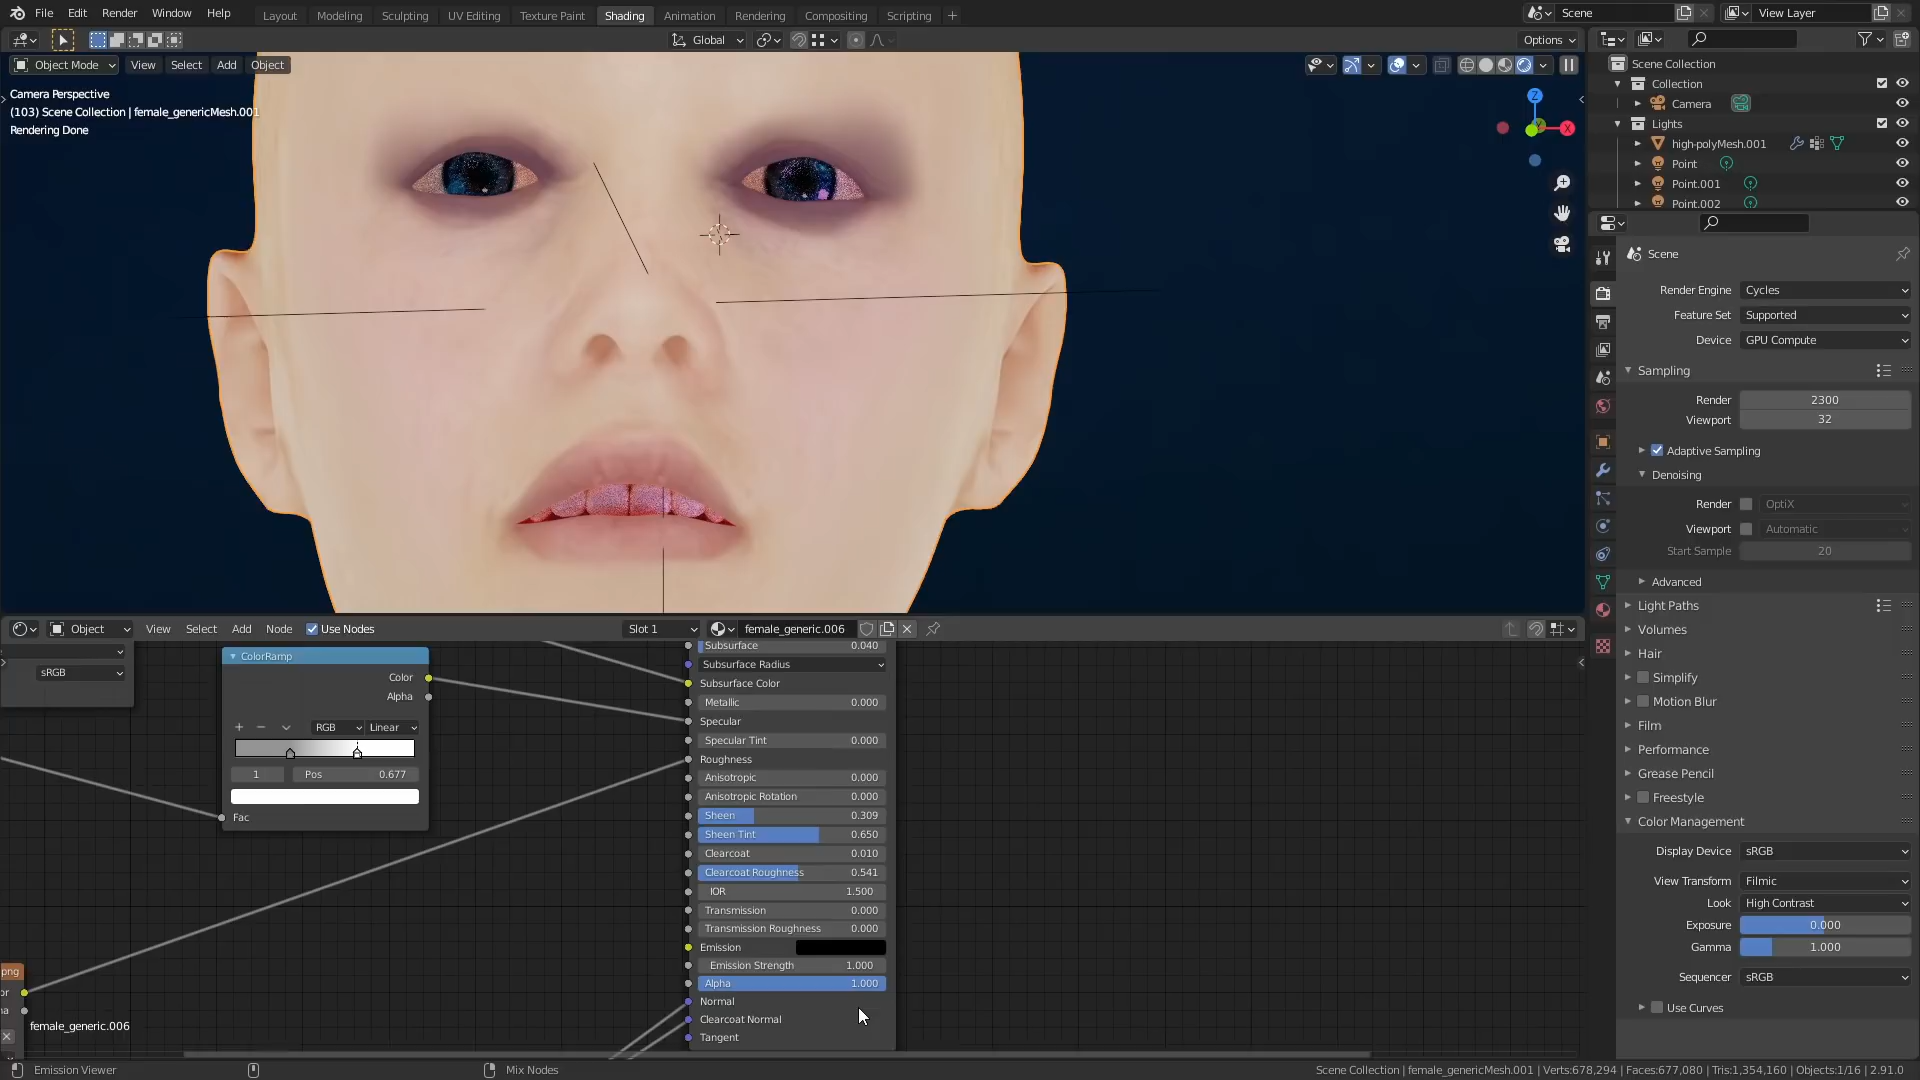 File Edit Render Window Help Layout Modeling Sculpting UV Editing Texture Paint Shading Animation Rendering Compositing Scripting + Scene View Layer
Global Options
Object Mode View Select Add Object
Camera Perspective
(103) Scene Collection | female_genericMesh.001
Rendering Done
Z
X
Scene Collection
Collection
Camera
Lights
high-polyMesh.001
Point
Point.001
Point.002
Scene
Render Engine Cycles
Feature Set Supported
Device GPU Compute
Sampling
Render 2300
Viewport 32
Adaptive Sampling
Denoising
Render OptiX
Viewport Automatic
Start Sample 20
Advanced
Light Paths
Volumes
Hair
Simplify
Motion Blur
Film
Performance
Grease Pencil
Freestyle
Color Management
Display Device sRGB
View Transform Filmic
Look High Contrast
Exposure 0.000
Gamma 1.000
Sequencer sRGB
Use Curves
Object View Select Add Node Use Nodes Slot 1 female_generic.006
sRGB
ColorRamp
Color
Alpha
+ − RGB Linear
1 Pos 0.677
Fac
png
or
a
female_generic.006
Subsurface 0.040
Subsurface Radius
Subsurface Color
Metallic 0.000
Specular
Specular Tint 0.000
Roughness
Anisotropic 0.000
Anisotropic Rotation 0.000
Sheen 0.309
Sheen Tint 0.650
Clearcoat 0.010
Clearcoat Roughness 0.541
IOR 1.500
Transmission 0.000
Transmission Roughness 0.000
Emission
Emission Strength 1.000
Alpha 1.000
Normal
Clearcoat Normal
Tangent
Emission Viewer Mix Nodes Scene Collection | female_genericMesh.001 | Verts:678,294 | Faces:677,080 | Tris:1,354,160 | Objects:1/16 | 2.91.0